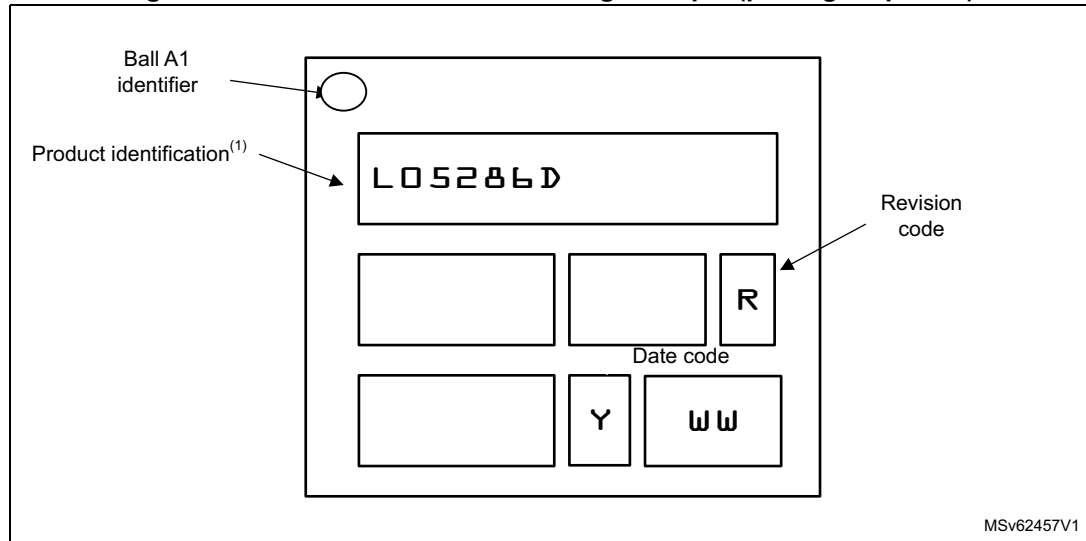 Ball A1
identifier
Product identification(1)
L05286D
Revision
code
R
Date code
Y
WW
MSv62457V1